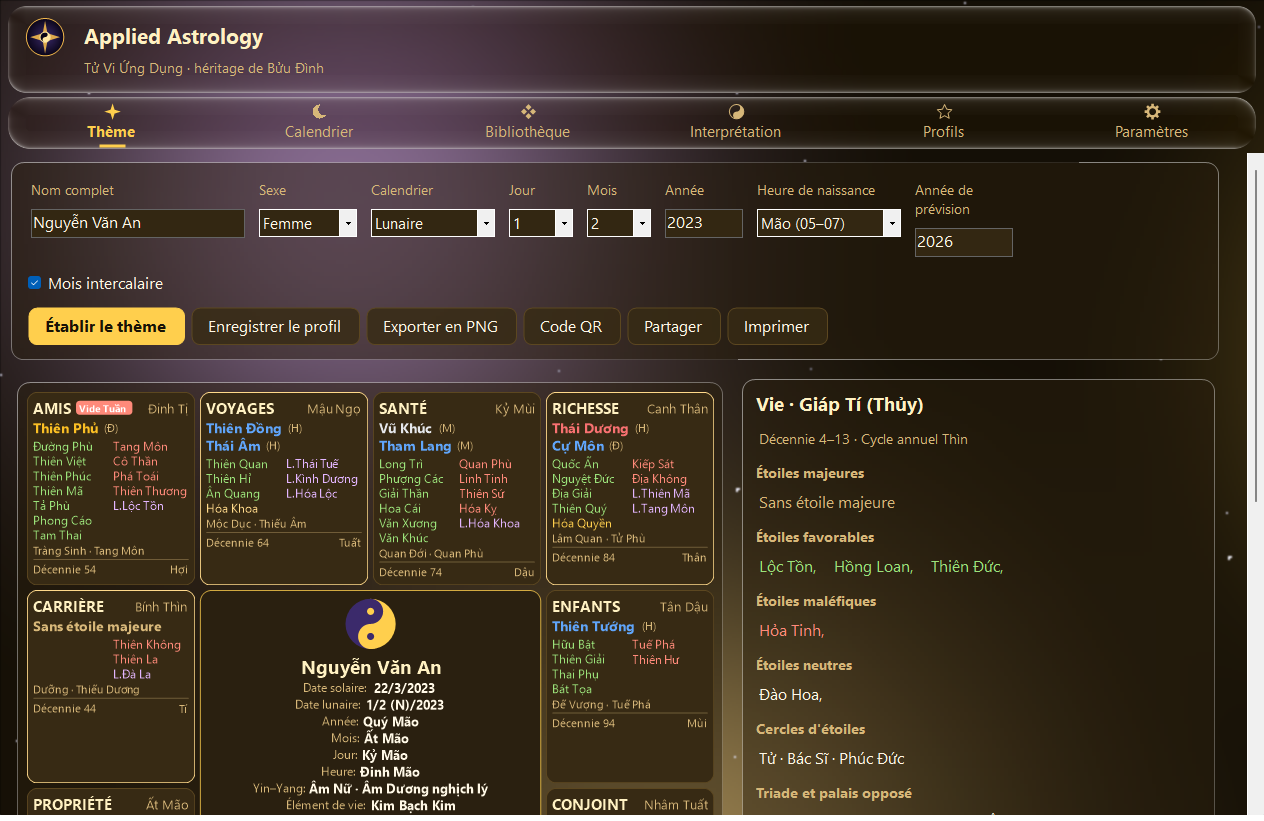 Applied Astrology
Tử Vi Ứng Dụng · héritage de Bửu Đình
Thème
Calendrier
Bibliothèque
Interprétation
Profils
Paramètres
Nom complet
Sexe
Calendrier
Jour
Mois
Année
Heure de naissance
Année de prévision
Nguyễn Văn An
Femme
Lunaire
1
2
2023
Mão (05–07)
2026
Mois intercalaire
Établir le thème
Enregistrer le profil
Exporter en PNG
Code QR
Partager
Imprimer
AMIS Vide Tuần Đinh Tị
Thiên Phủ (Đ)
Đường Phù Tang Môn
Thiên Việt Cô Thần
Thiên Phúc Phá Toái
Thiên Mã Thiên Thương
Tả Phù L.Lộc Tồn
Phong Cáo
Tam Thai
Tràng Sinh · Tang Môn
Décennie 54 Hợi
VOYAGES Mậu Ngọ
Thiên Đồng (H)
Thái Âm (H)
Thiên Quan L.Thái Tuế
Thiên Hỉ L.Kình Dương
Ân Quang L.Hóa Lộc
Hóa Khoa
Mộc Dục · Thiếu Âm
Décennie 64 Tuất
SANTÉ Kỷ Mùi
Vũ Khúc (M)
Tham Lang (M)
Long Trì Quan Phù
Phượng Các Linh Tinh
Giải Thần Thiên Sứ
Hoa Cái Hóa Kỵ
Văn Xương L.Hóa Khoa
Văn Khúc
Quan Đới · Quan Phù
Décennie 74 Dậu
RICHESSE Canh Thân
Thái Dương (H)
Cự Môn (Đ)
Quốc Ấn Kiếp Sát
Nguyệt Đức Địa Không
Địa Giải L.Thiên Mã
Thiên Quý L.Tang Môn
Hóa Quyền
Lâm Quan · Tử Phù
Décennie 84 Thân
CARRIÈRE Bính Thìn
Sans étoile majeure
Thiên Không
Thiên La
L.Đà La
Dưỡng · Thiếu Dương
Décennie 44 Tí
Nguyễn Văn An
Date solaire: 22/3/2023
Date lunaire: 1/2 (N)/2023
Année: Quý Mão
Mois: Ất Mão
Jour: Kỷ Mão
Heure: Đinh Mão
Yin–Yang: Âm Nữ · Âm Dương nghịch lý
Élément de vie: Kim Bạch Kim
ENFANTS Tân Dậu
Thiên Tướng (H)
Hữu Bật Tuế Phá
Thiên Giải Thiên Hư
Thai Phụ
Bát Tọa
Đế Vượng · Tuế Phá
Décennie 94 Mùi
PROPRIÉTÉ Ất Mão
CONJOINT Nhâm Tuất
Vie · Giáp Tí (Thủy)
Décennie 4–13 · Cycle annuel Thìn
Étoiles majeures
Sans étoile majeure
Étoiles favorables
Lộc Tồn, Hồng Loan, Thiên Đức,
Étoiles maléfiques
Hỏa Tinh,
Étoiles neutres
Đào Hoa,
Cercles d'étoiles
Tử · Bác Sĩ · Phúc Đức
Triade et palais opposé